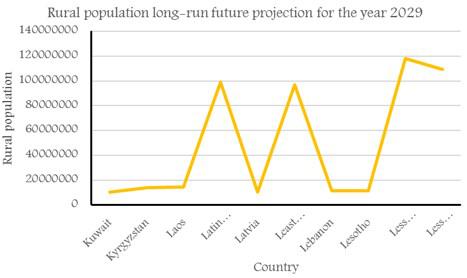 Rural population long-run future projection for the year 2029
140000000
120000000
100000000
80000000
60000000
40000000
20000000
0
Rural population
Kuwait
Kyrgyzstan
Laos
Latin...
Latvia
Least...
Lebanon
Lesotho
Less...
Less...
Country